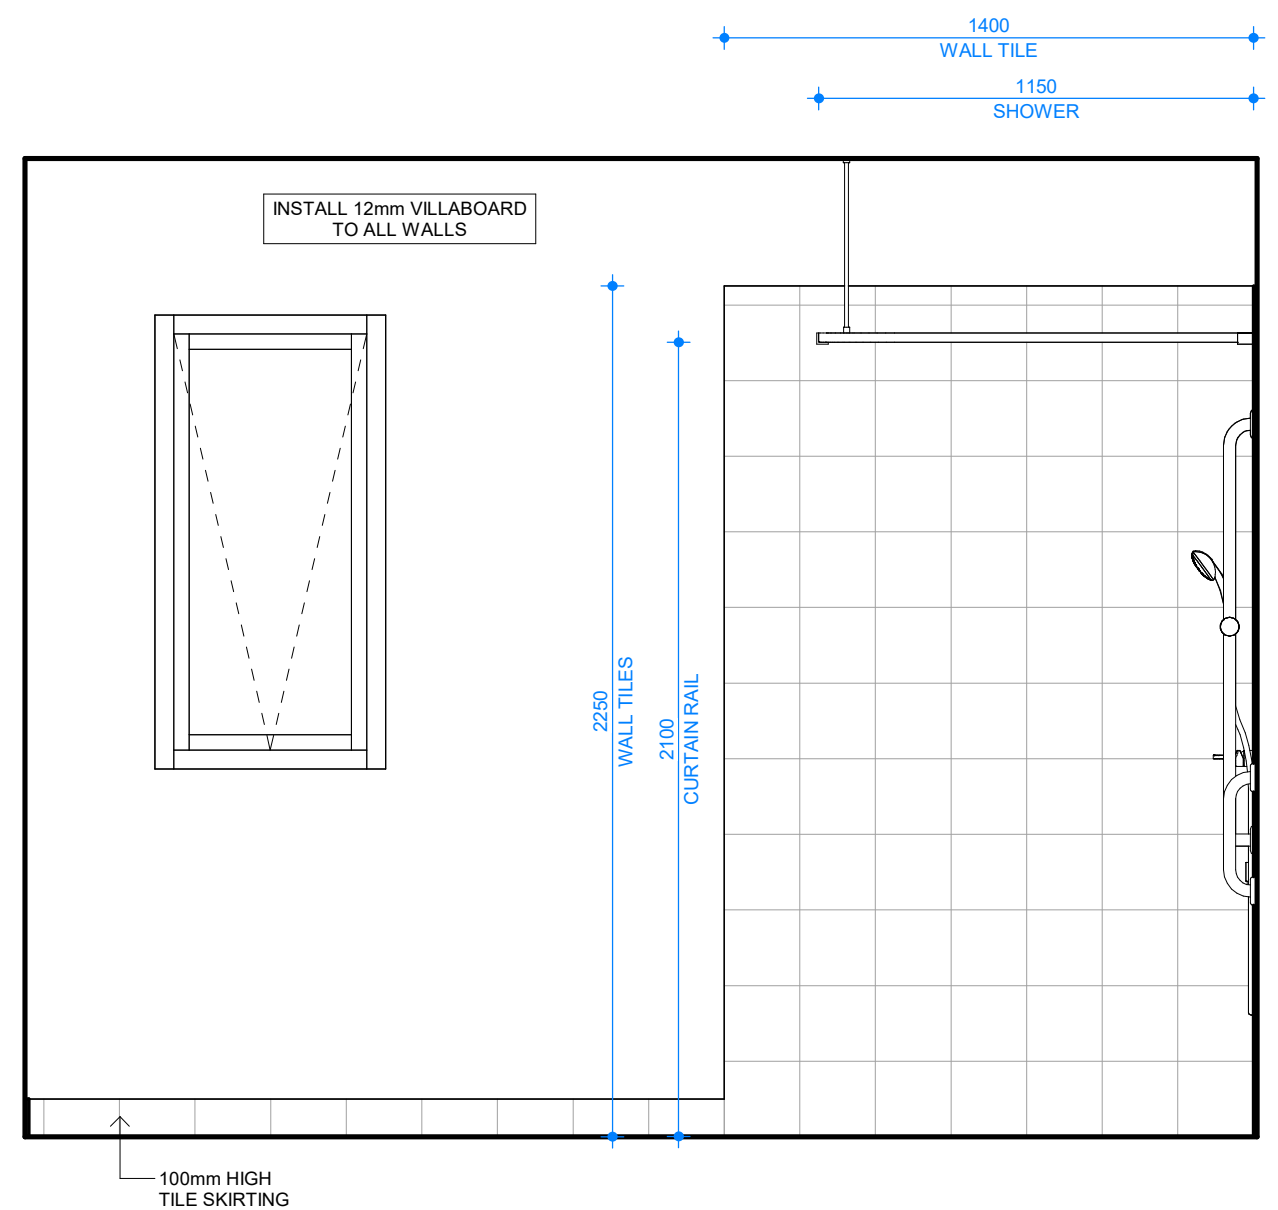 1400
WALL TILE
1150
SHOWER
INSTALL 12mm VILLABOARD
TO ALL WALLS
2250
WALL TILES
2100
CURTAIN RAIL
100mm HIGH
TILE SKIRTING